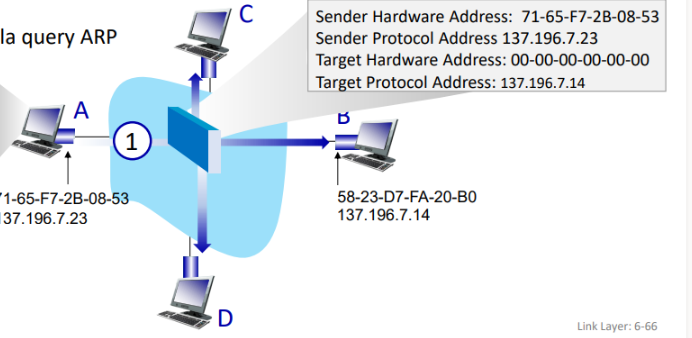 la query ARP
C
Sender Hardware Address: 71-65-F7-2B-08-53
Sender Protocol Address 137.196.7.23
Target Hardware Address: 00-00-00-00-00-00
Target Protocol Address: 137.196.7.14
A
B
1
71-65-F7-2B-08-53
137.196.7.23
58-23-D7-FA-20-B0
137.196.7.14
D
Link Layer: 6-66